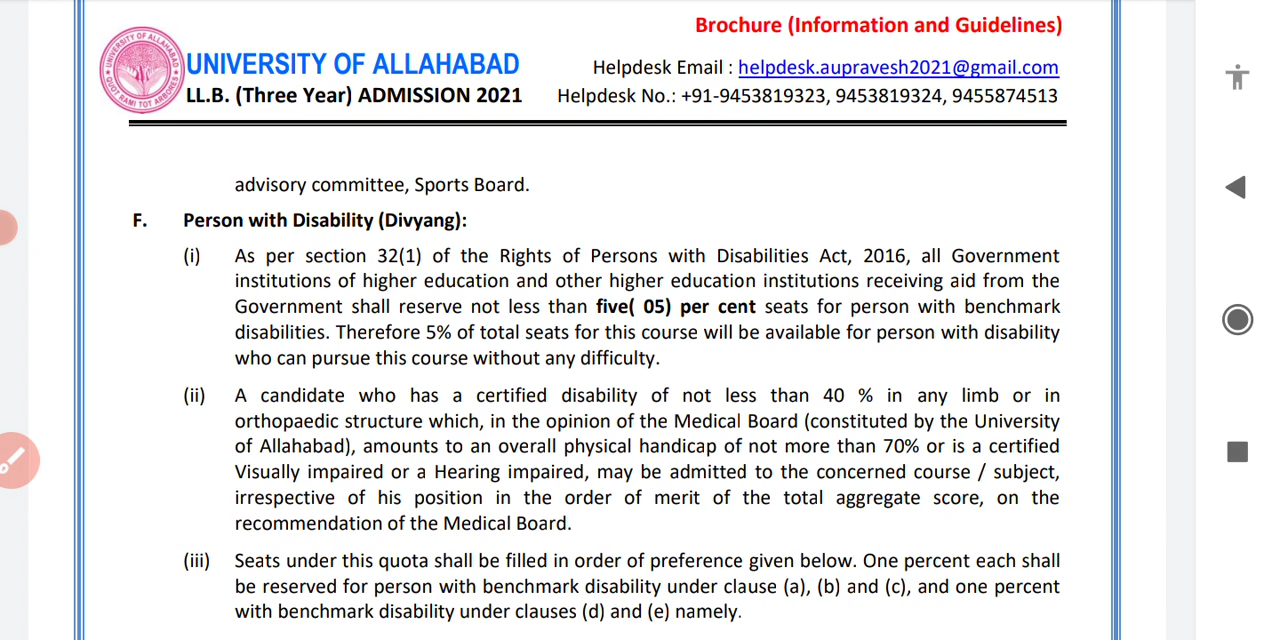 Brochure (Information and Guidelines)
UNIVERSITY OF ALLAHABAD
Helpdesk Email : helpdesk.aupravesh2021@gmail.com
LL.B. (Three Year) ADMISSION 2021
Helpdesk No.: +91-9453819323, 9453819324, 9455874513
UNIVERSITY OF ALLAHABAD
QUOT RAMI TOT ARBORES
advisory committee, Sports Board.
F. Person with Disability (Divyang):
(i) As per section 32(1) of the Rights of Persons with Disabilities Act, 2016, all Government
institutions of higher education and other higher education institutions receiving aid from the
Government shall reserve not less than five( 05) per cent seats for person with benchmark
disabilities. Therefore 5% of total seats for this course will be available for person with disability
who can pursue this course without any difficulty.
(ii) A candidate who has a certified disability of not less than 40 % in any limb or in
orthopaedic structure which, in the opinion of the Medical Board (constituted by the University
of Allahabad), amounts to an overall physical handicap of not more than 70% or is a certified
Visually impaired or a Hearing impaired, may be admitted to the concerned course / subject,
irrespective of his position in the order of merit of the total aggregate score, on the
recommendation of the Medical Board.
(iii) Seats under this quota shall be filled in order of preference given below. One percent each shall
be reserved for person with benchmark disability under clause (a), (b) and (c), and one percent
with benchmark disability under clauses (d) and (e) namely.